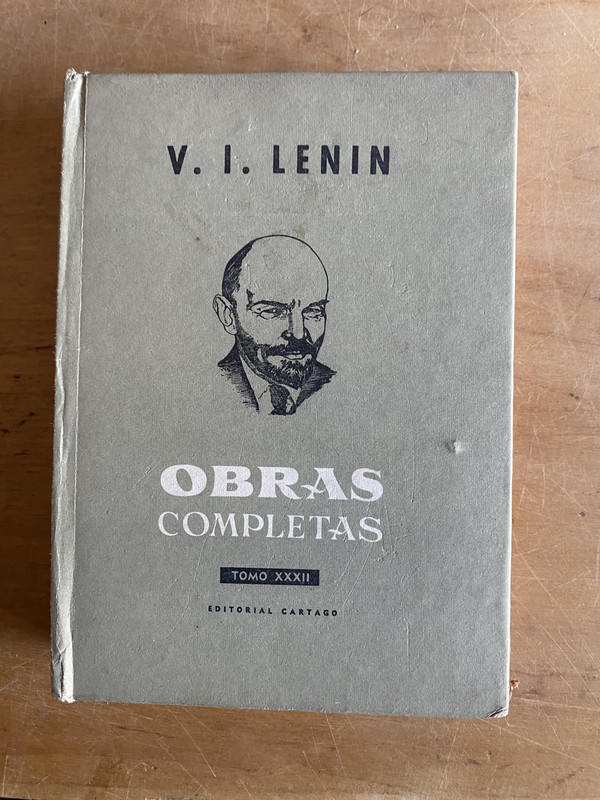 V. I. LENIN
OBRAS
COMPLETAS
TOMO XXXII
EDITORIAL CARTAGO